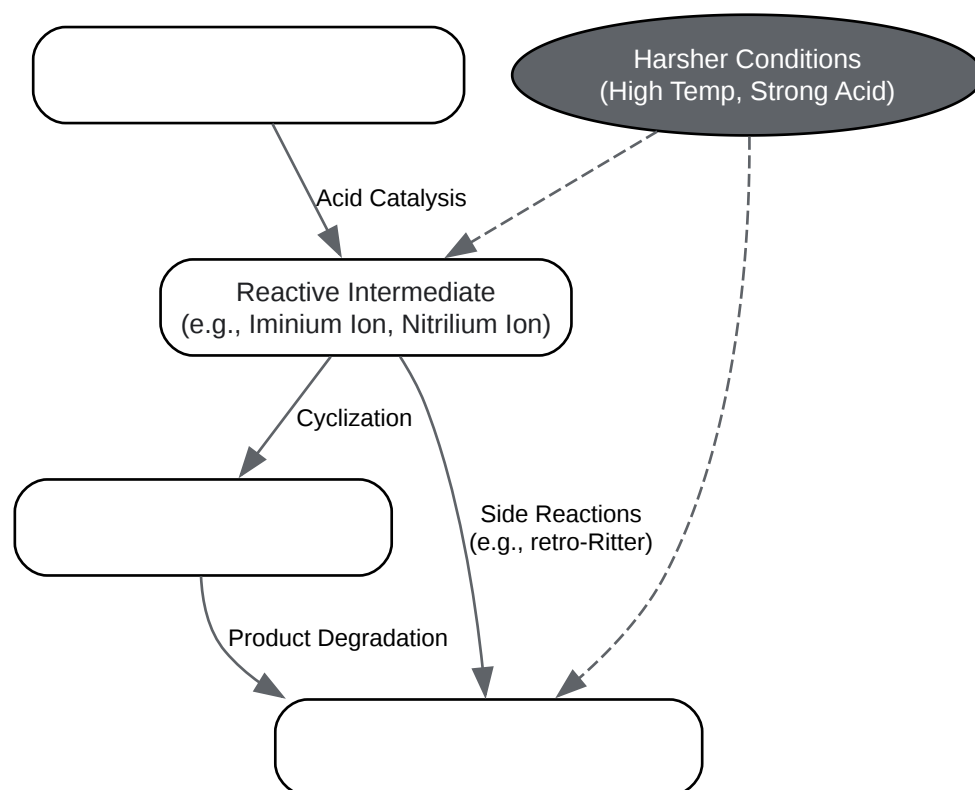 Harsher Conditions
(High Temp, Strong Acid)
Acid Catalysis
Reactive Intermediate
(e.g., Iminium Ion, Nitrilium Ion)
Cyclization
Side Reactions
(e.g., retro-Ritter)
Product Degradation